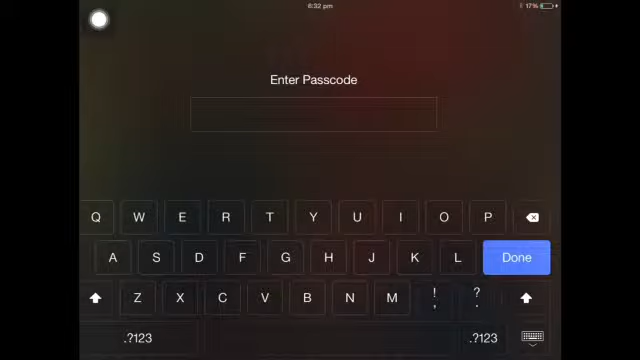 6:32 pm
17%
Enter Passcode
Q W E R T Y U I O P
A S D F G H J K L Done
Z X C V B N M ! , ? .
.?123 .?123